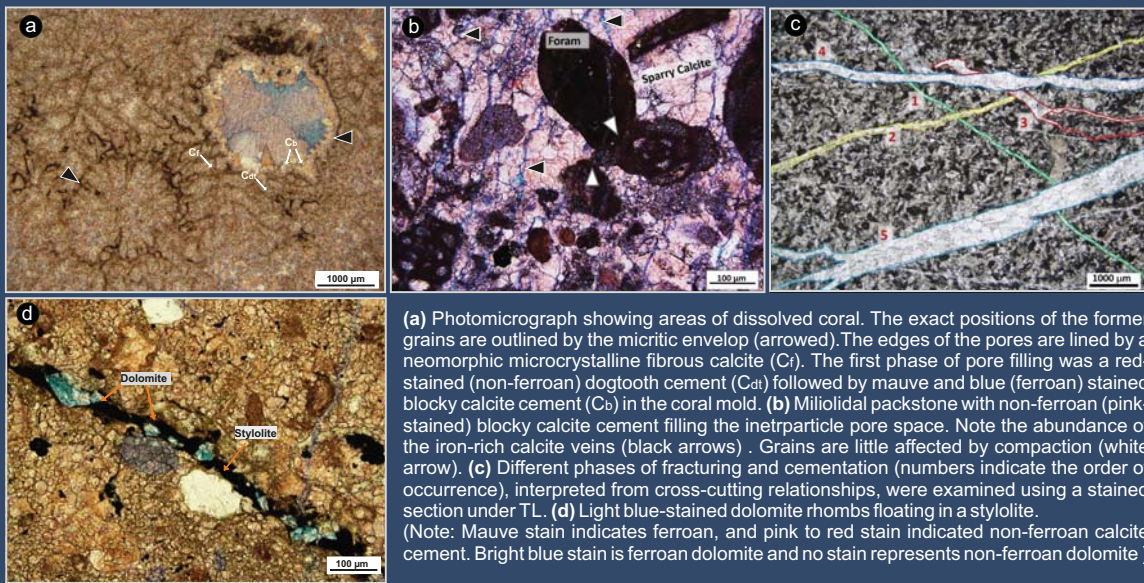 a
Cf
Cb
Cdt
1000 µm
b
Foram
Sparry Calcite
100 µm
c
4
1
2
3
5
1000 µm
d
Dolomite
Stylolite
100 µm
(a) Photomicrograph showing areas of dissolved coral. The exact positions of the former
grains are outlined by the micritic envelop (arrowed).The edges of the pores are lined by a
neomorphic microcrystalline fibrous calcite (Cf). The first phase of pore filling was a red-
stained (non-ferroan) dogtooth cement (Cdt) followed by mauve and blue (ferroan) stained
blocky calcite cement (Cb) in the coral mold. (b) Miliolidal packstone with non-ferroan (pink-
stained) blocky calcite cement filling the inetrparticle pore space. Note the abundance of
the iron-rich calcite veins (black arrows) . Grains are little affected by compaction (white
arrow). (c) Different phases of fracturing and cementation (numbers indicate the order of
occurrence), interpreted from cross-cutting relationships, were examined using a stained
section under TL. (d) Light blue-stained dolomite rhombs floating in a stylolite.
(Note: Mauve stain indicates ferroan, and pink to red stain indicated non-ferroan calcite
cement. Bright blue stain is ferroan dolomite and no stain represents non-ferroan dolomite )